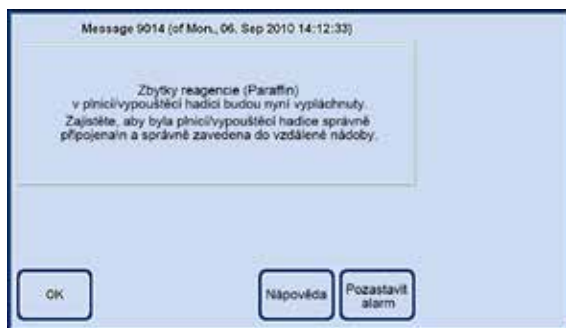 Message 9014 (of Mon., 06. Sep 2010 14:12:33)
Zbytky reagencie (Paraffin)
v plnicí/vypouštěcí hadici budou nyní vypláchnuty.
Zajistěte, aby byla plnicí/vypouštěcí hadice správně
připojena/n a správně zavedena do vzdálené nádoby.
OK
Nápověda
Pozastavit
alarm